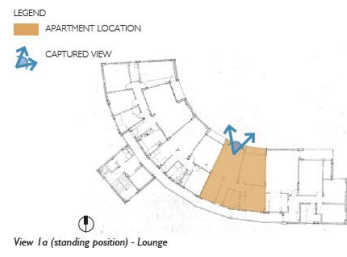 LEGEND
APARTMENT LOCATION
CAPTURED VIEW
View 1a (standing position) - Lounge